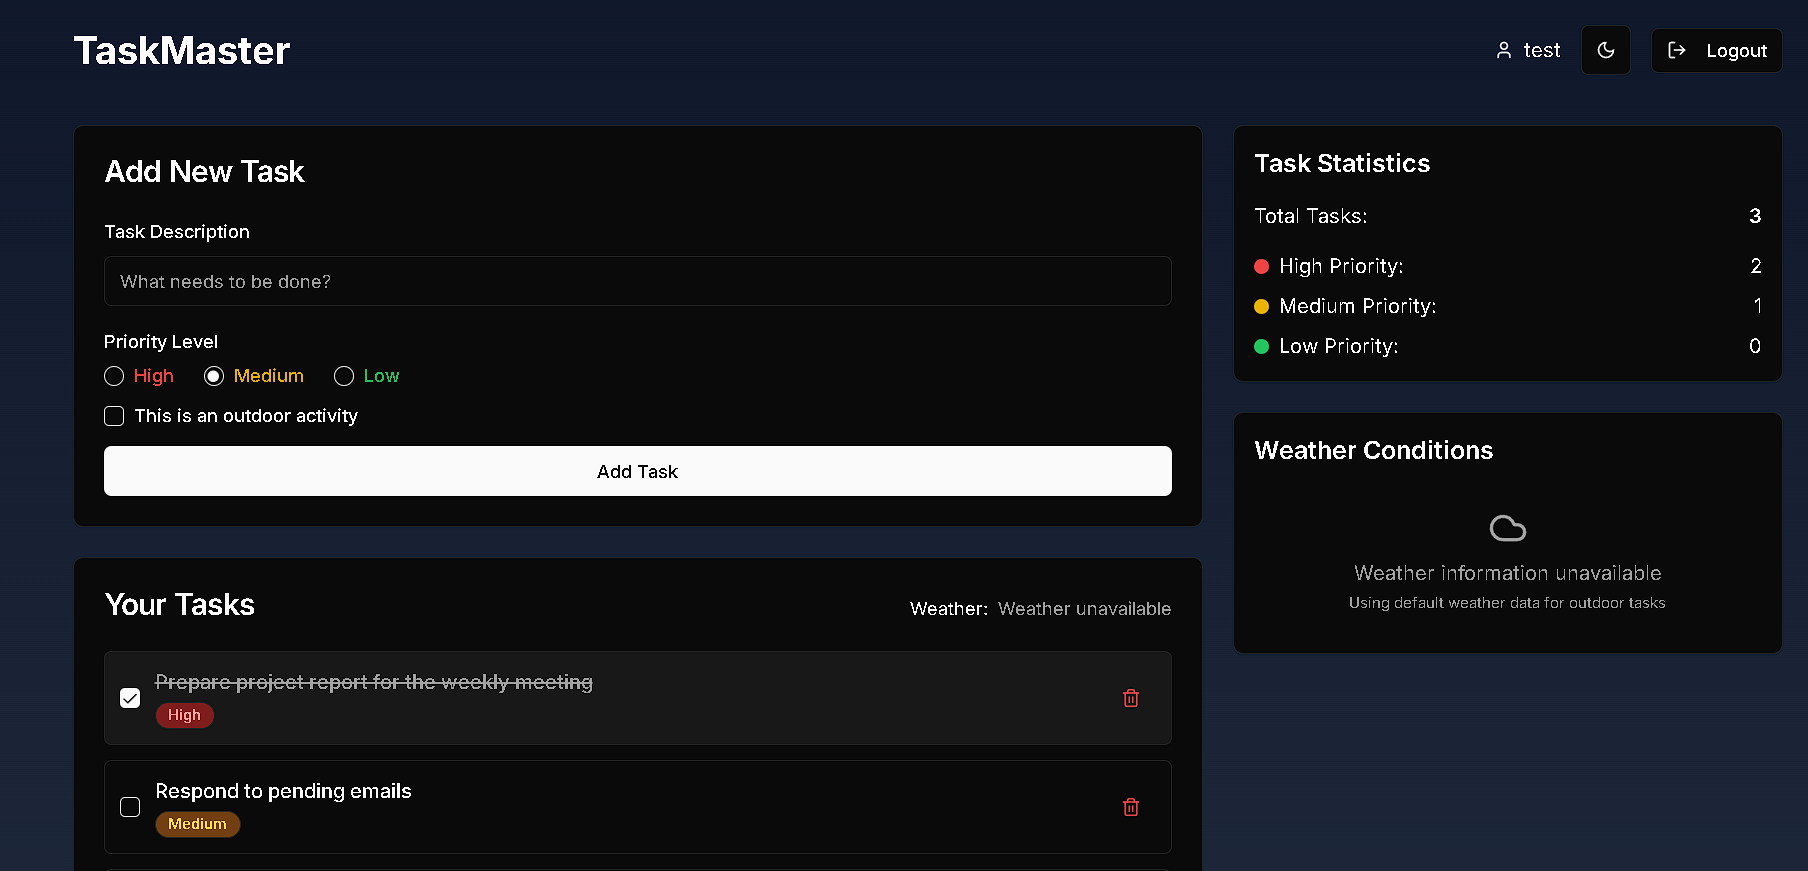 TaskMaster
test
Logout
Add New Task
Task Description
What needs to be done?
Priority Level
High Medium Low
This is an outdoor activity
Add Task
Your Tasks
Weather: Weather unavailable
Prepare project report for the weekly meeting
High
Respond to pending emails
Medium
Task Statistics
Total Tasks: 3
High Priority: 2
Medium Priority: 1
Low Priority: 0
Weather Conditions
Weather information unavailable
Using default weather data for outdoor tasks